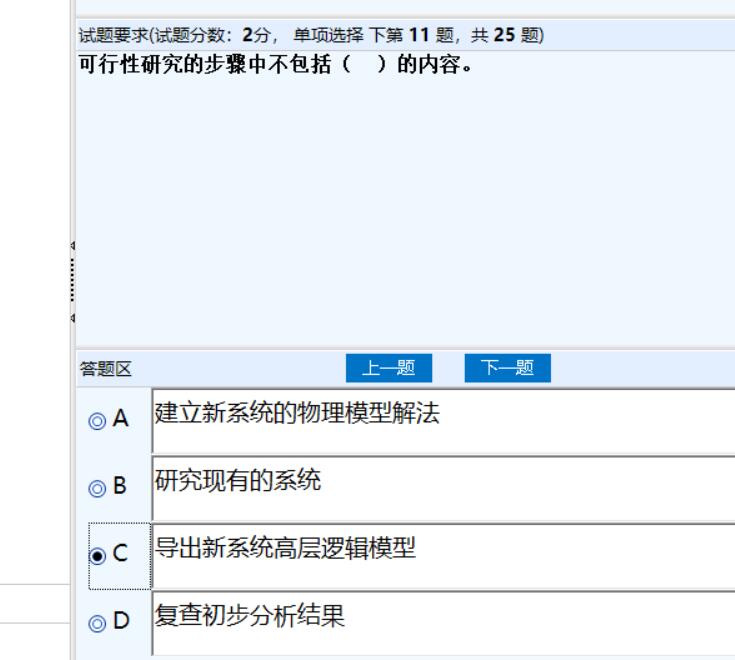 试题要求(试题分数：2分， 单项选择 下第 11 题，共 25 题)
可行性研究的步骤中不包括（　）的内容。
答题区
上一题
下一题
A 建立新系统的物理模型解法
B 研究现有的系统
C 导出新系统高层逻辑模型
D 复查初步分析结果